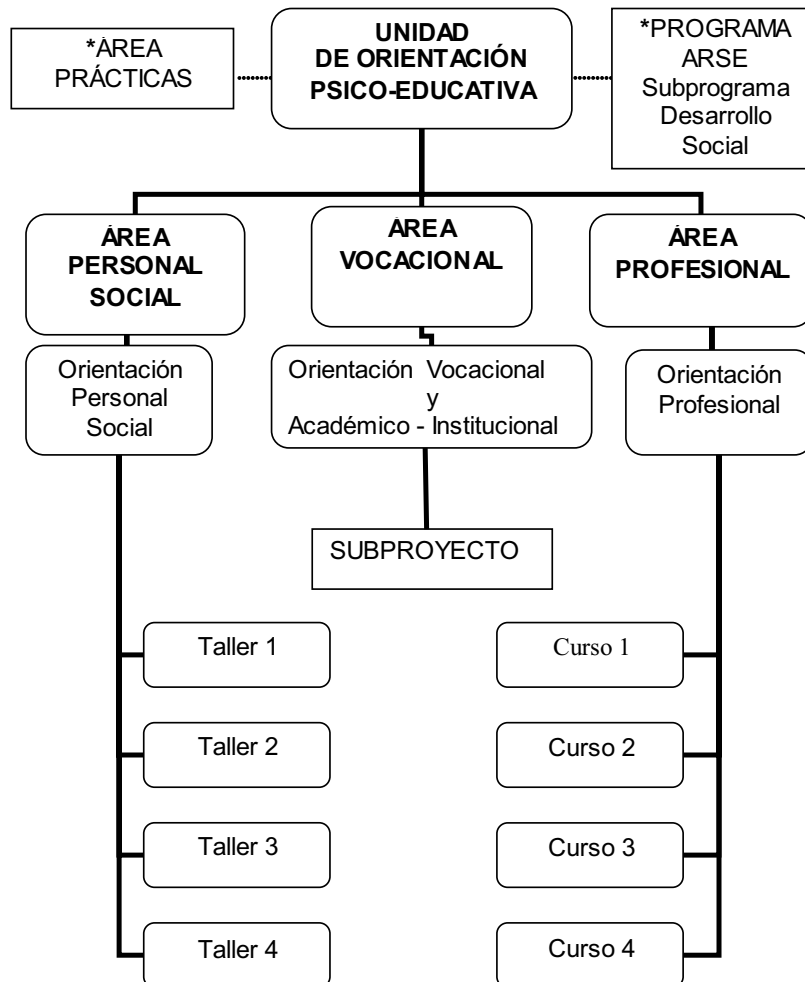 *ÁREA
PRÁCTICAS
UNIDAD
DE ORIENTACIÓN
PSICO-EDUCATIVA
*PROGRAMA
ARSE
Subprograma
Desarrollo
Social
ÁREA
PERSONAL
SOCIAL
ÁREA
VOCACIONAL
ÁREA
PROFESIONAL
Orientación
Personal
Social
Orientación Vocacional
y
Académico - Institucional
Orientación
Profesional
SUBPROYECTO
Taller 1
Curso 1
Taller 2
Curso 2
Taller 3
Curso 3
Taller 4
Curso 4